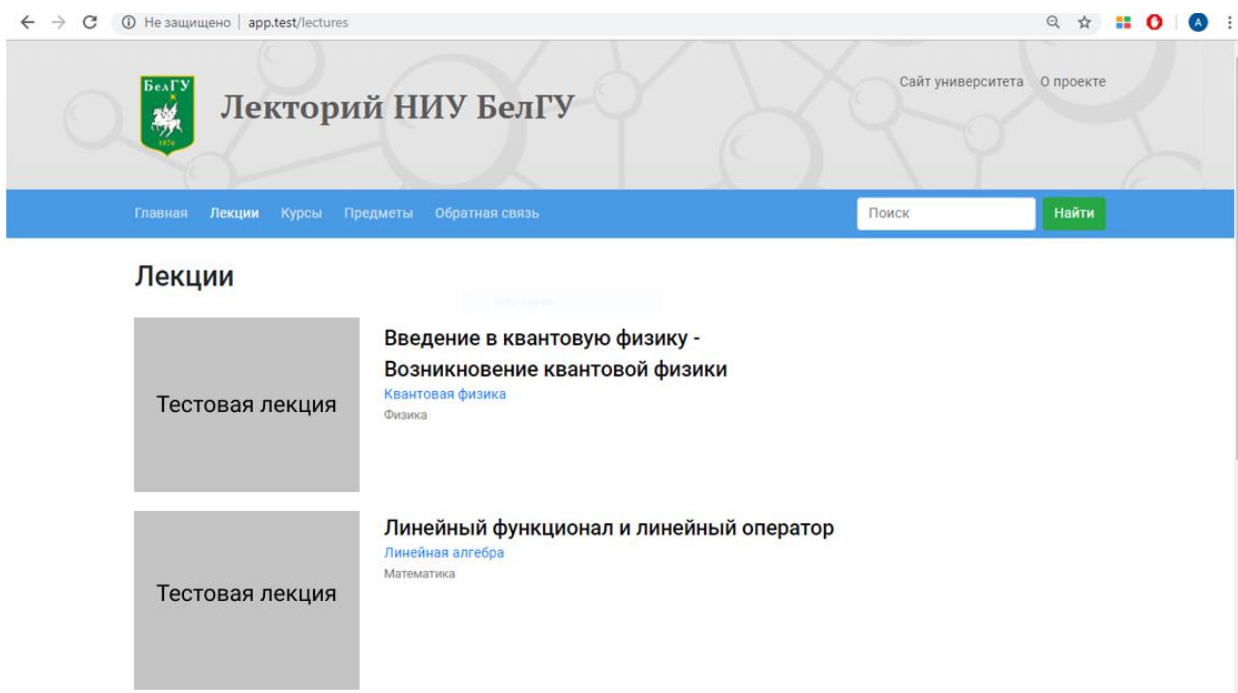 Не защищено | app.test/lectures
А
БелГУ
1876
Лекторий НИУ БелГУ
Сайт университета О проекте
Главная Лекции Курсы Предметы Обратная связь
Поиск Найти
Лекции
Тестовая лекция
Введение в квантовую физику -
Возникновение квантовой физики
Квантовая физика
Физика
Тестовая лекция
Линейный функционал и линейный оператор
Линейная алгебра
Математика